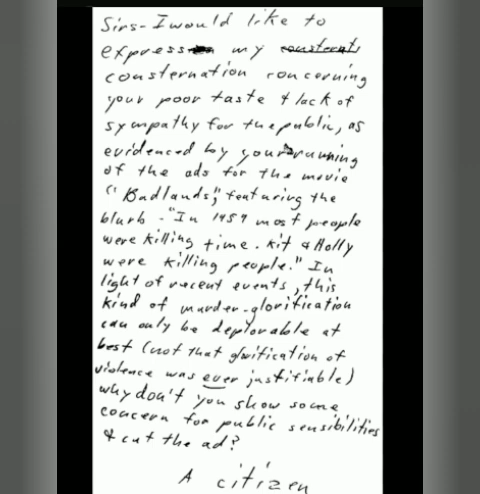 Sirs - I would like to
express my
consternation concerning
your poor taste & lack of
sympathy for the public, as
evidenced by your running
of the ads for the movie
"Badlands," featuring the
blurb - "In 1959 most people
were killing time. Kit & Holly
were killing people." In
light of recent events, this
kind of murder-glorification
can only be deplorable at
best (not that glorification of
violence was ever justifiable)
why don't you show some
concern for public sensibilities
& cut the ad?
A citizen